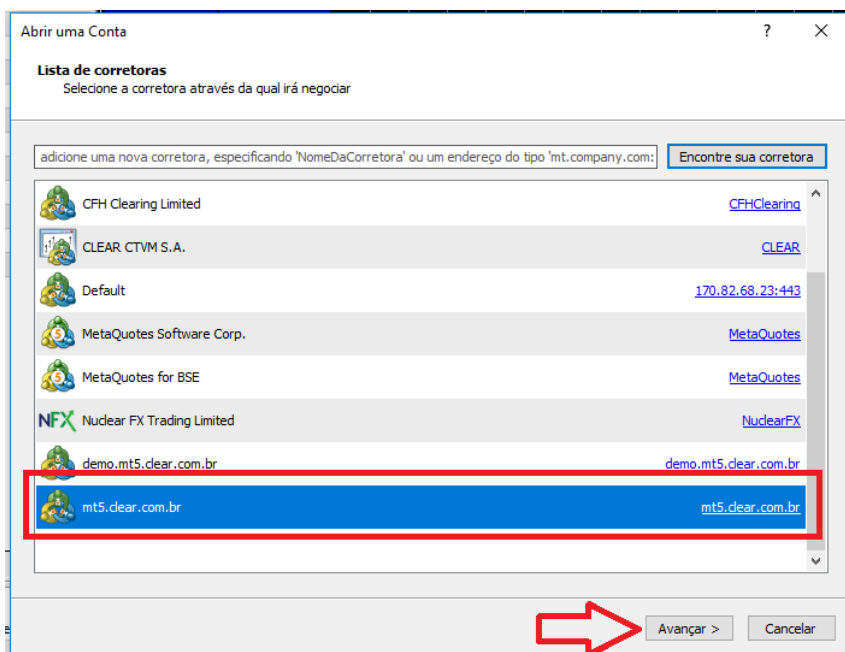 Abrir uma Conta
? X
Lista de corretoras
Selecione a corretora através da qual irá negociar
adicione uma nova corretora, especificando 'NomeDaCorretora' ou um endereço do tipo 'mt.company.com: Encontre sua corretora
CFH Clearing Limited CFHClearing
CLEAR CTVM S.A. CLEAR
Default 170.82.68.23:443
MetaQuotes Software Corp. MetaQuotes
MetaQuotes for BSE MetaQuotes
NFX Nuclear FX Trading Limited NuclearFX
demo.mt5.clear.com.br demo.mt5.clear.com.br
mt5.clear.com.br mt5.clear.com.br
Avançar > Cancelar